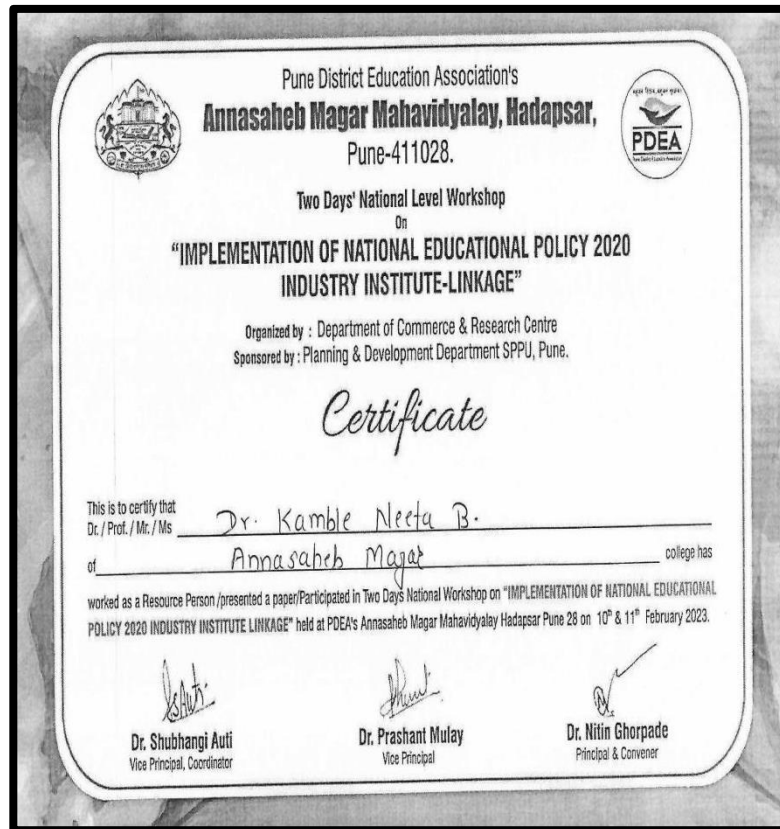 Pune District Education Association's
Annasaheb Magar Mahavidyalay, Hadapsar,
Pune-411028.
PDEA
Two Days' National Level Workshop
On
“IMPLEMENTATION OF NATIONAL EDUCATIONAL POLICY 2020
INDUSTRY INSTITUTE-LINKAGE”
Organized by : Department of Commerce & Research Centre
Sponsored by : Planning & Development Department SPPU, Pune.
Certificate
This is to certify that
Dr. / Prof. / Mr. / Ms Dr. Kamble Neeta B.
of Annasaheb Magar college has
worked as a Resource Person /presented a paper/Participated in Two Days National Workshop on “IMPLEMENTATION OF NATIONAL EDUCATIONAL
POLICY 2020 INDUSTRY INSTITUTE LINKAGE” held at PDEA's Annasaheb Magar Mahavidyalay Hadapsar Pune 28 on 10th & 11th February 2023.
Dr. Shubhangi Auti
Vice Principal, Coordinator
Dr. Prashant Mulay
Vice Principal
Dr. Nitin Ghorpade
Principal & Convener